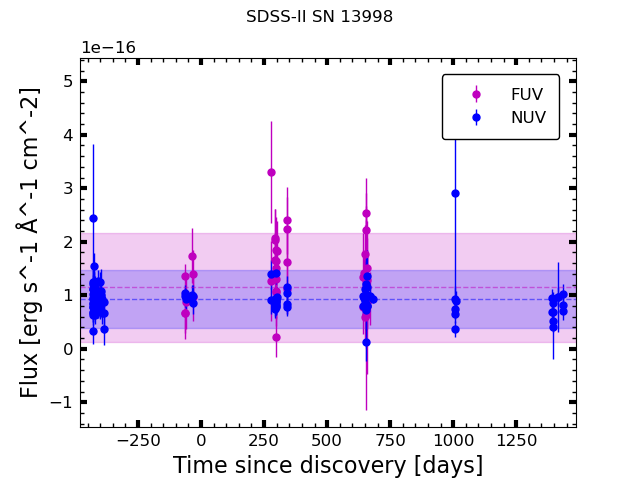 SDSS-II SN 13998
1e−16
5
4
3
2
1
0
−1
FUV
NUV
−250
0
250
500
750
1000
1250
Flux [erg s^-1 Å^-1 cm^-2]
Time since discovery [days]